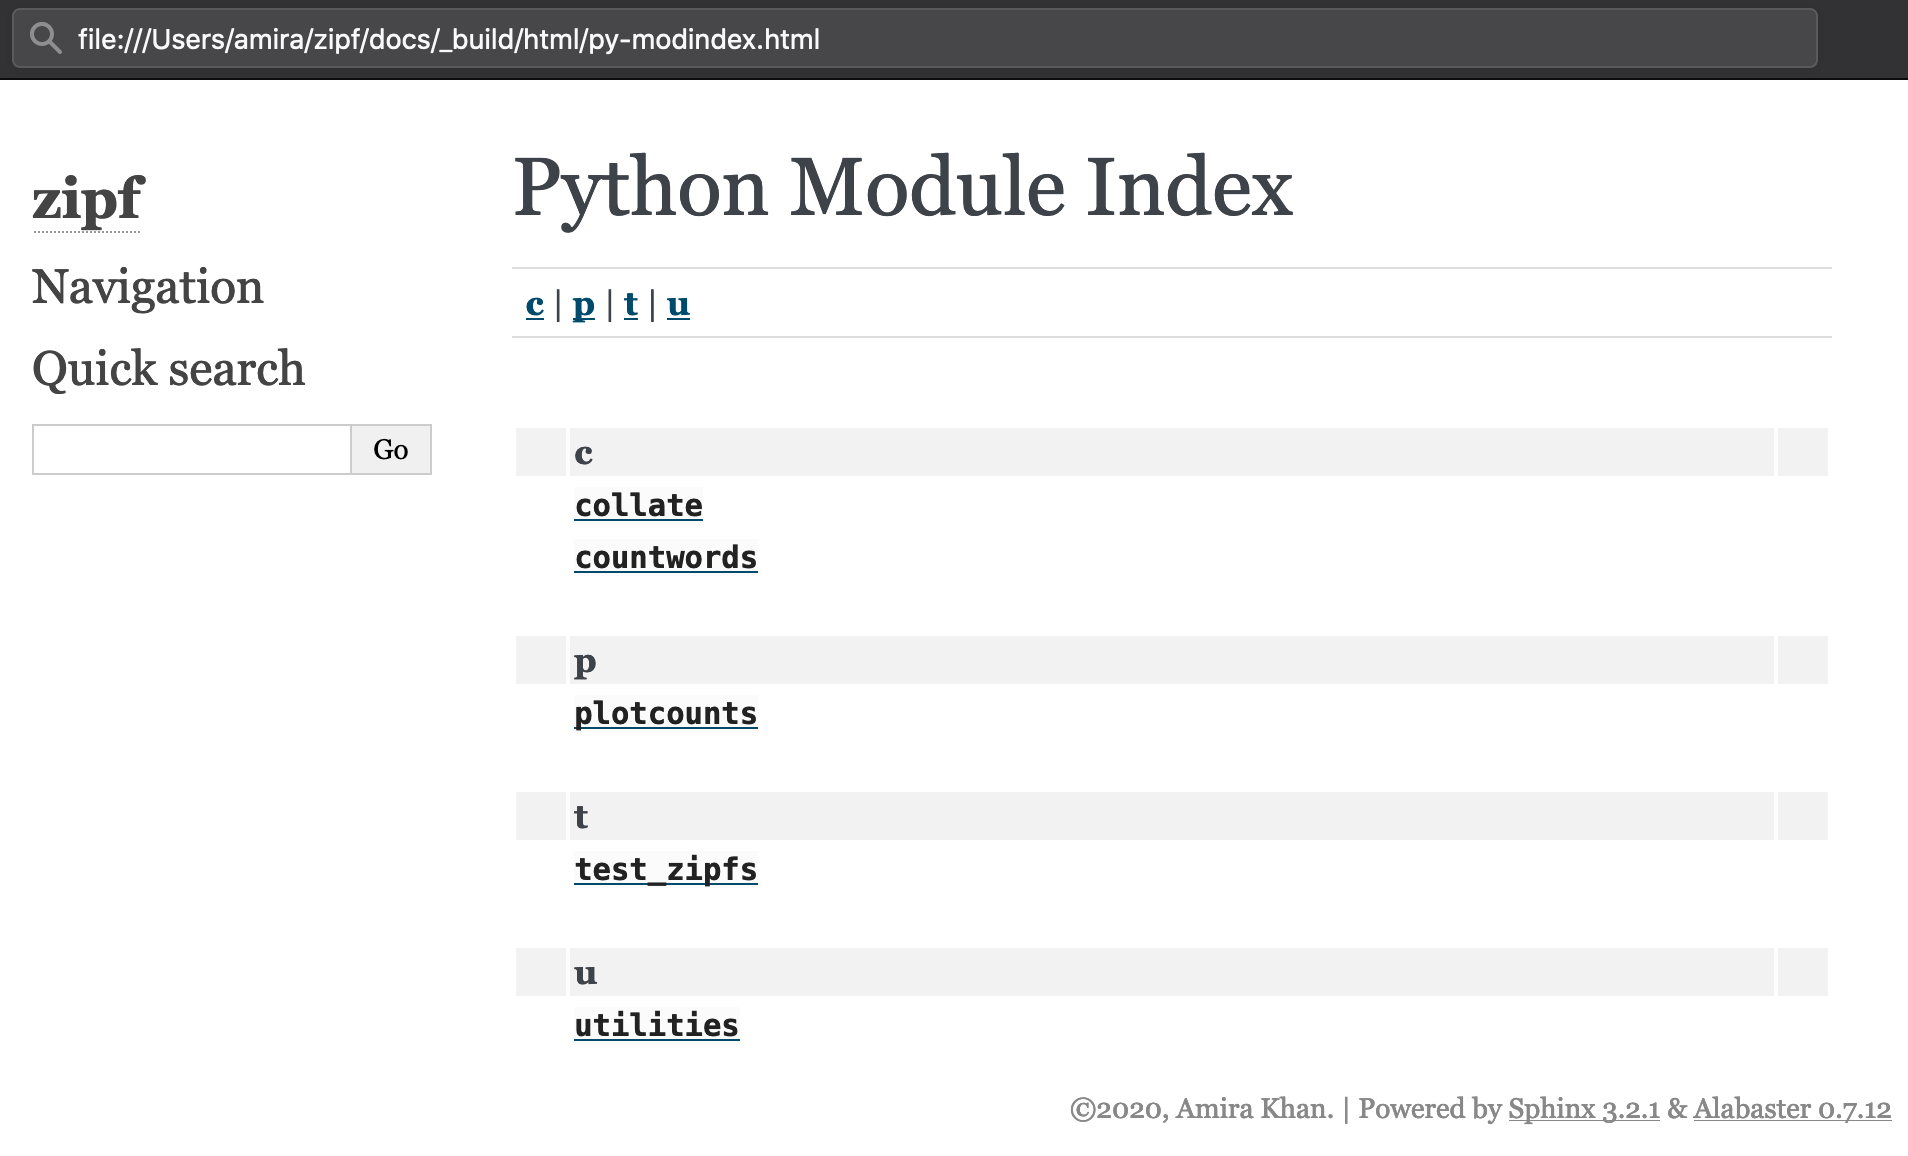 file:///Users/amira/zipf/docs/_build/html/py-modindex.html
zipf
Navigation
Quick search
Go
Python Module Index
c | p | t | u
c
collate
countwords
p
plotcounts
t
test_zipfs
u
utilities
©2020, Amira Khan. | Powered by Sphinx 3.2.1 & Alabaster 0.7.12